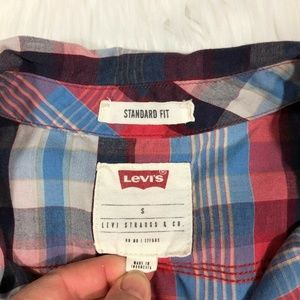 STANDARD FIT
LEVI'S
S
LEVI STRAUSS & CO.
MADE IN
INDONESIA